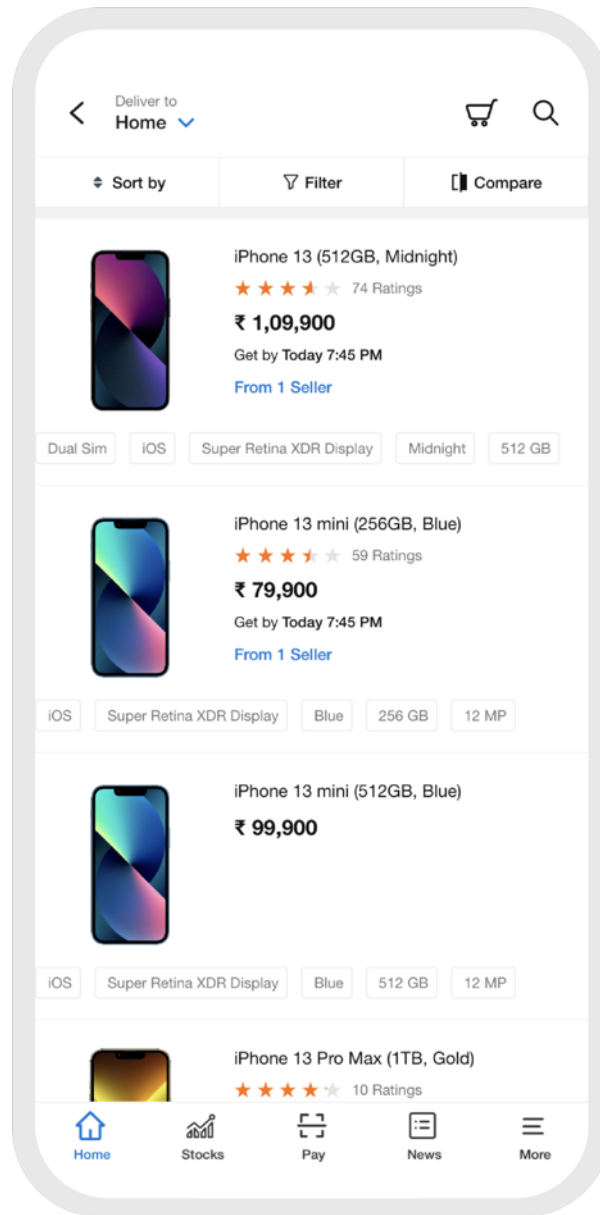 Deliver to
Home
Sort by
Filter
Compare
iPhone 13 (512GB, Midnight)
74 Ratings
₹ 1,09,900
Get by Today 7:45 PM
From 1 Seller
Dual Sim
iOS
Super Retina XDR Display
Midnight
512 GB
iPhone 13 mini (256GB, Blue)
59 Ratings
₹ 79,900
Get by Today 7:45 PM
From 1 Seller
iOS
Super Retina XDR Display
Blue
256 GB
12 MP
iPhone 13 mini (512GB, Blue)
₹ 99,900
iOS
Super Retina XDR Display
Blue
512 GB
12 MP
iPhone 13 Pro Max (1TB, Gold)
10 Ratings
Home
Stocks
Pay
News
More